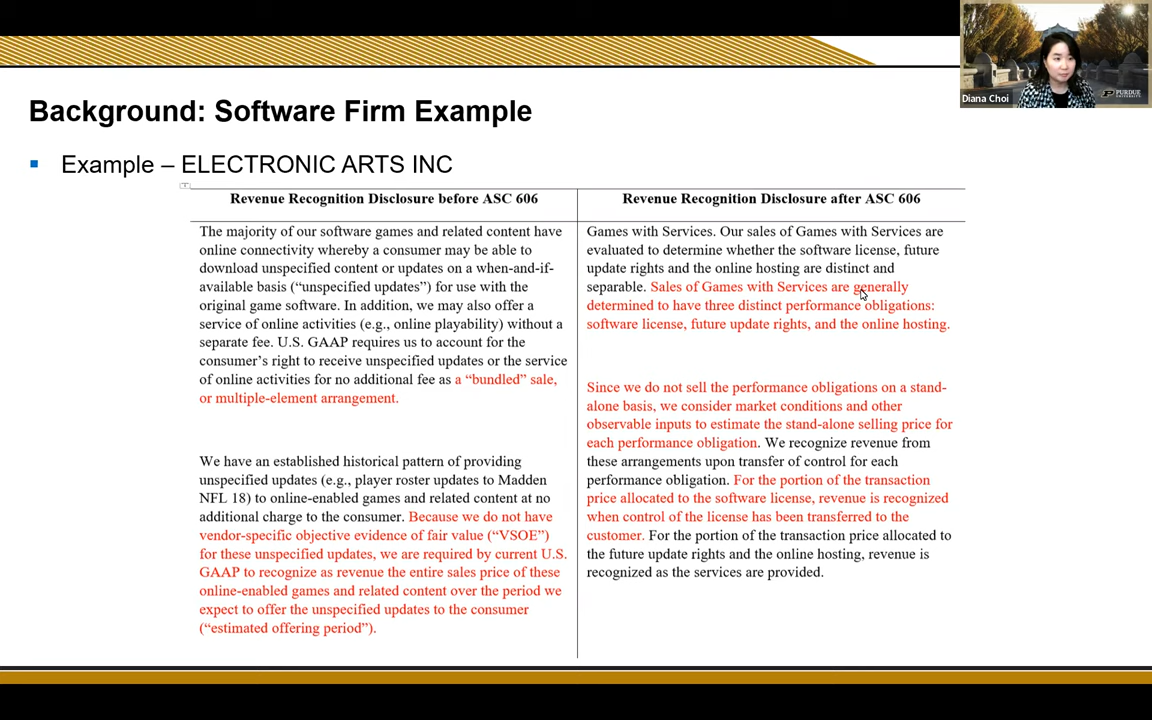 Diana Choi
PURDUE
UNIVERSITY
Background: Software Firm Example
Example – ELECTRONIC ARTS INC
Revenue Recognition Disclosure before ASC 606
The majority of our software games and related content have
online connectivity whereby a consumer may be able to
download unspecified content or updates on a when-and-if-
available basis (“unspecified updates”) for use with the
original game software. In addition, we may also offer a
service of online activities (e.g., online playability) without a
separate fee. U.S. GAAP requires us to account for the
consumer’s right to receive unspecified updates or the service
of online activities for no additional fee as a “bundled” sale,
or multiple-element arrangement.
We have an established historical pattern of providing
unspecified updates (e.g., player roster updates to Madden
NFL 18) to online-enabled games and related content at no
additional charge to the consumer. Because we do not have
vendor-specific objective evidence of fair value (“VSOE”)
for these unspecified updates, we are required by current U.S.
GAAP to recognize as revenue the entire sales price of these
online-enabled games and related content over the period we
expect to offer the unspecified updates to the consumer
(“estimated offering period”).
Revenue Recognition Disclosure after ASC 606
Games with Services. Our sales of Games with Services are
evaluated to determine whether the software license, future
update rights and the online hosting are distinct and
separable. Sales of Games with Services are generally
determined to have three distinct performance obligations:
software license, future update rights, and the online hosting.
Since we do not sell the performance obligations on a stand-
alone basis, we consider market conditions and other
observable inputs to estimate the stand-alone selling price for
each performance obligation. We recognize revenue from
these arrangements upon transfer of control for each
performance obligation. For the portion of the transaction
price allocated to the software license, revenue is recognized
when control of the license has been transferred to the
customer. For the portion of the transaction price allocated to
the future update rights and the online hosting, revenue is
recognized as the services are provided.